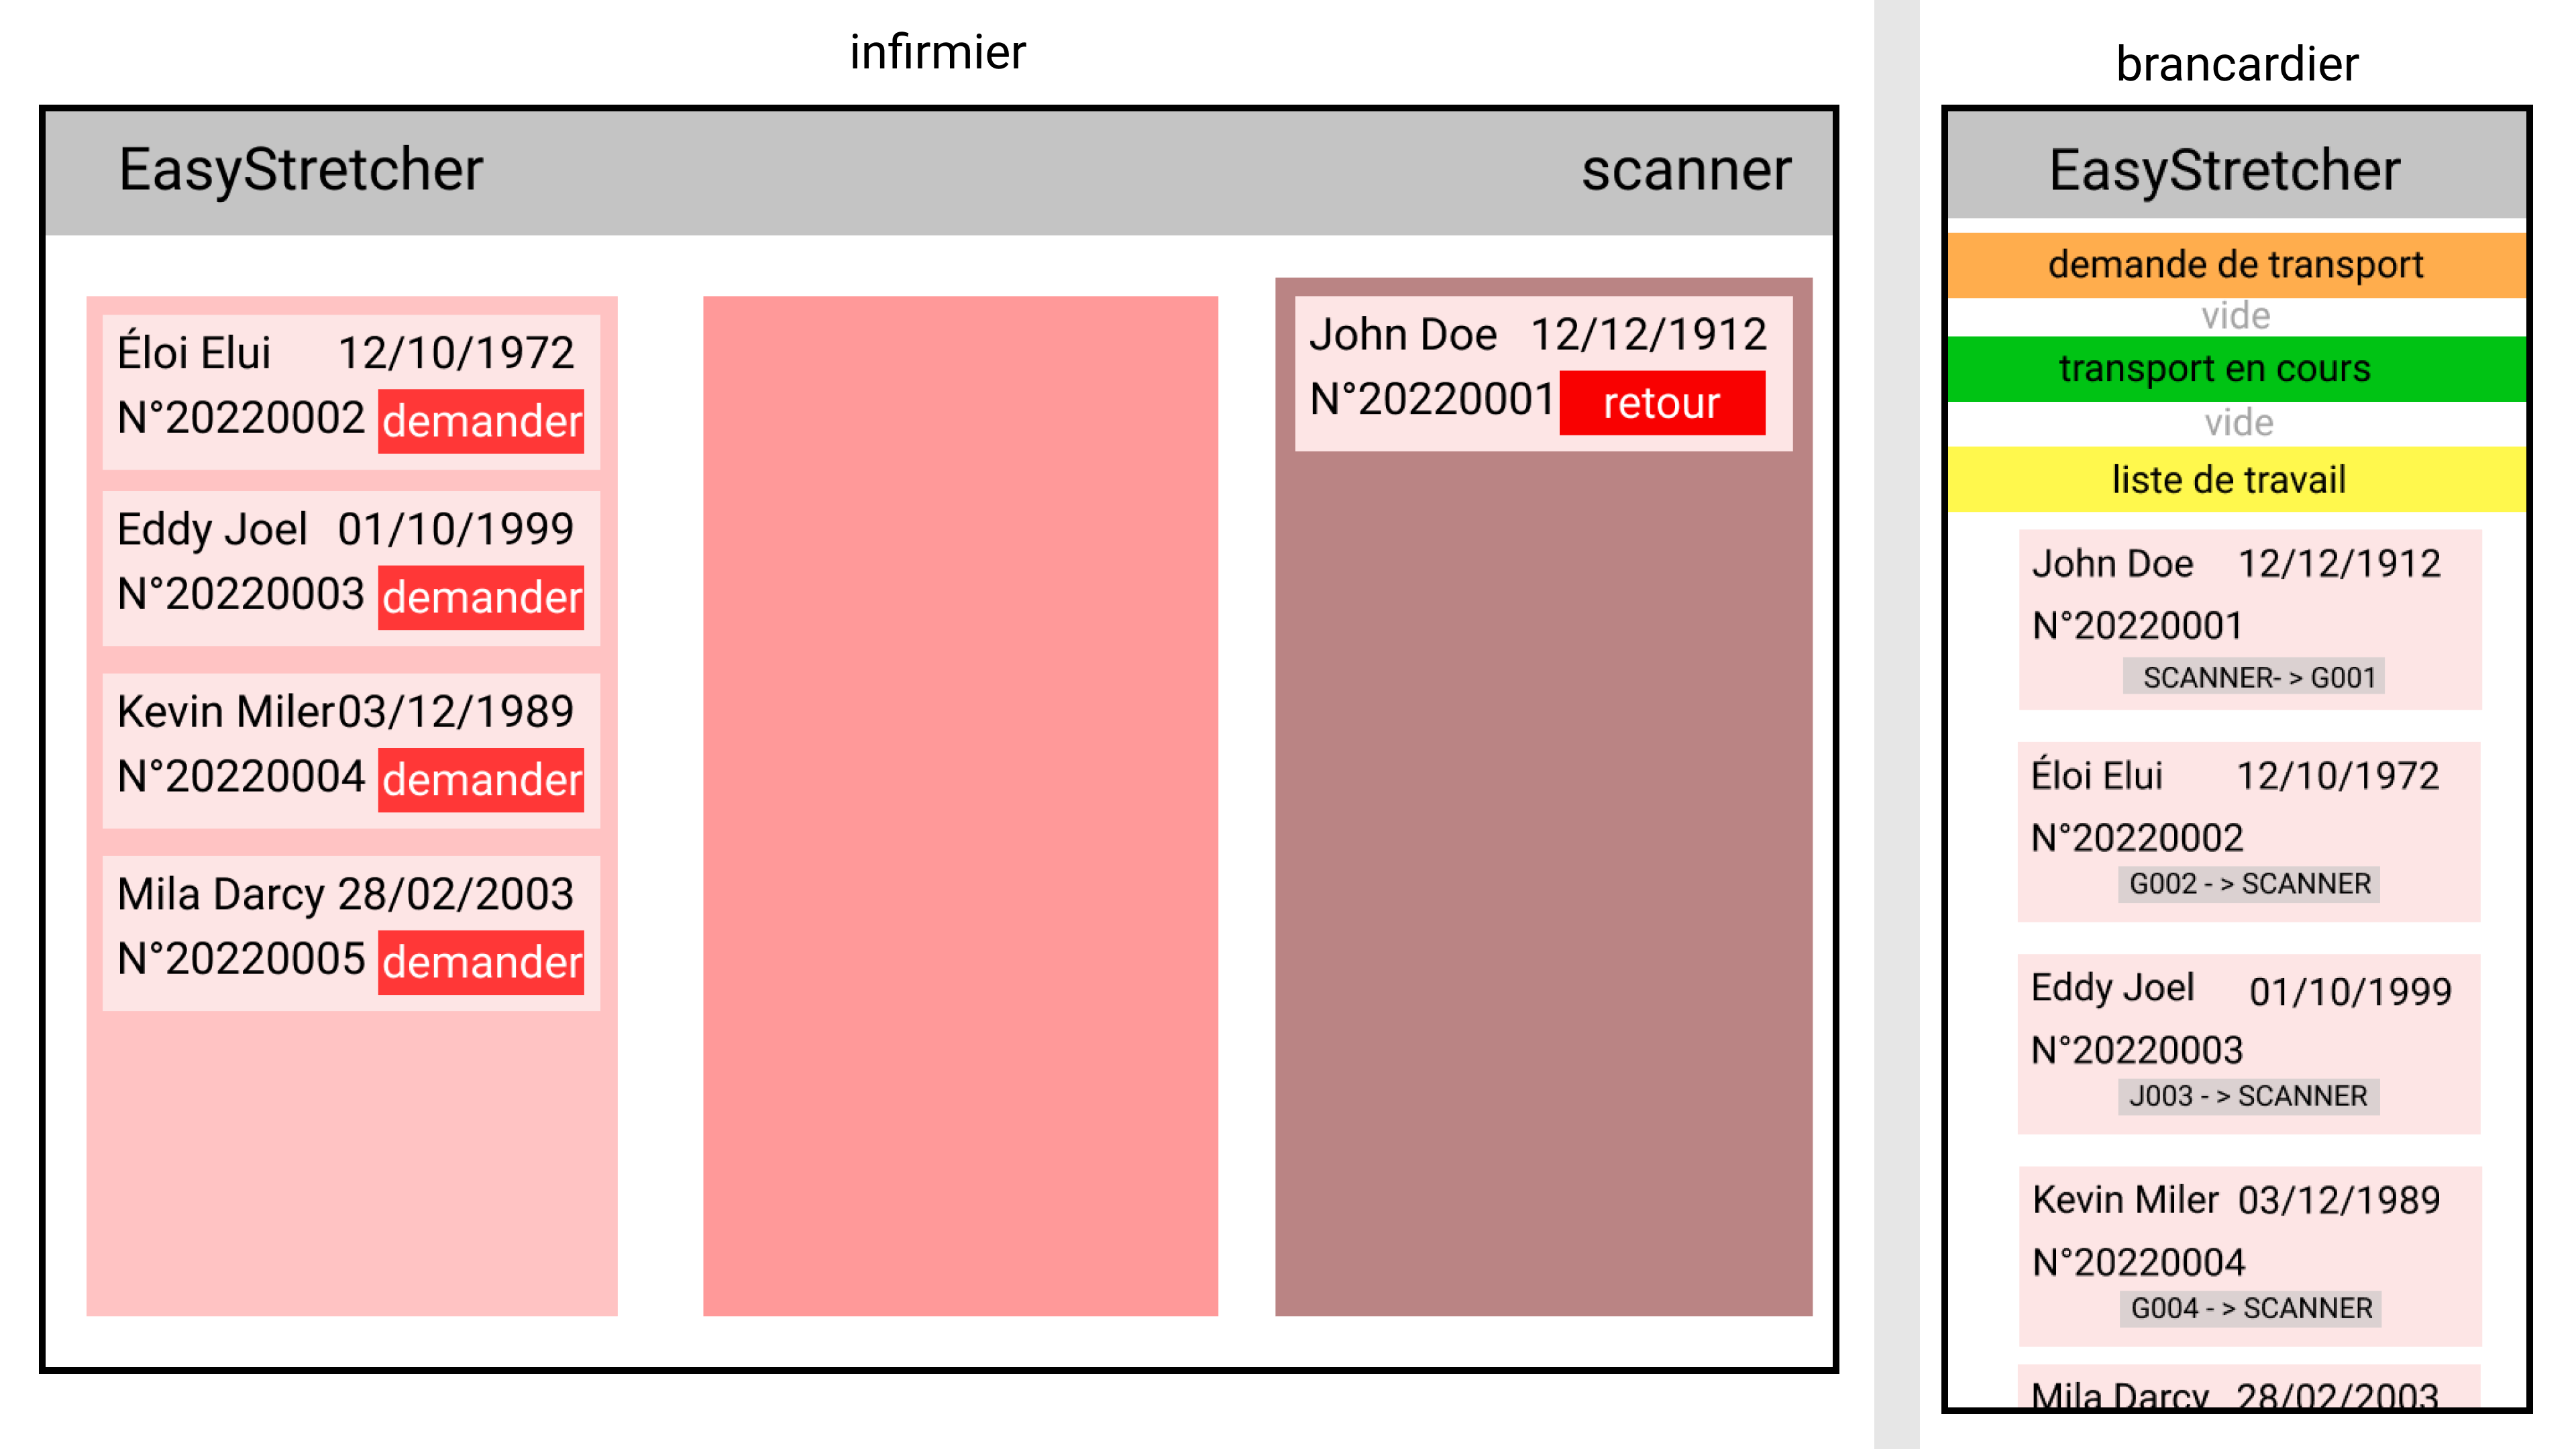 infirmier
EasyStretcher scanner
Éloi Elui 12/10/1972
N°20220002 demander
Eddy Joel 01/10/1999
N°20220003 demander
Kevin Miler 03/12/1989
N°20220004 demander
Mila Darcy 28/02/2003
N°20220005 demander
John Doe 12/12/1912
N°20220001 retour
brancardier
EasyStretcher
demande de transport
vide
transport en cours
vide
liste de travail
John Doe 12/12/1912
N°20220001
SCANNER- > G001
Éloi Elui 12/10/1972
N°20220002
G002 - > SCANNER
Eddy Joel 01/10/1999
N°20220003
J003 - > SCANNER
Kevin Miler 03/12/1989
N°20220004
G004 - > SCANNER
Mila Darcy 28/02/2003